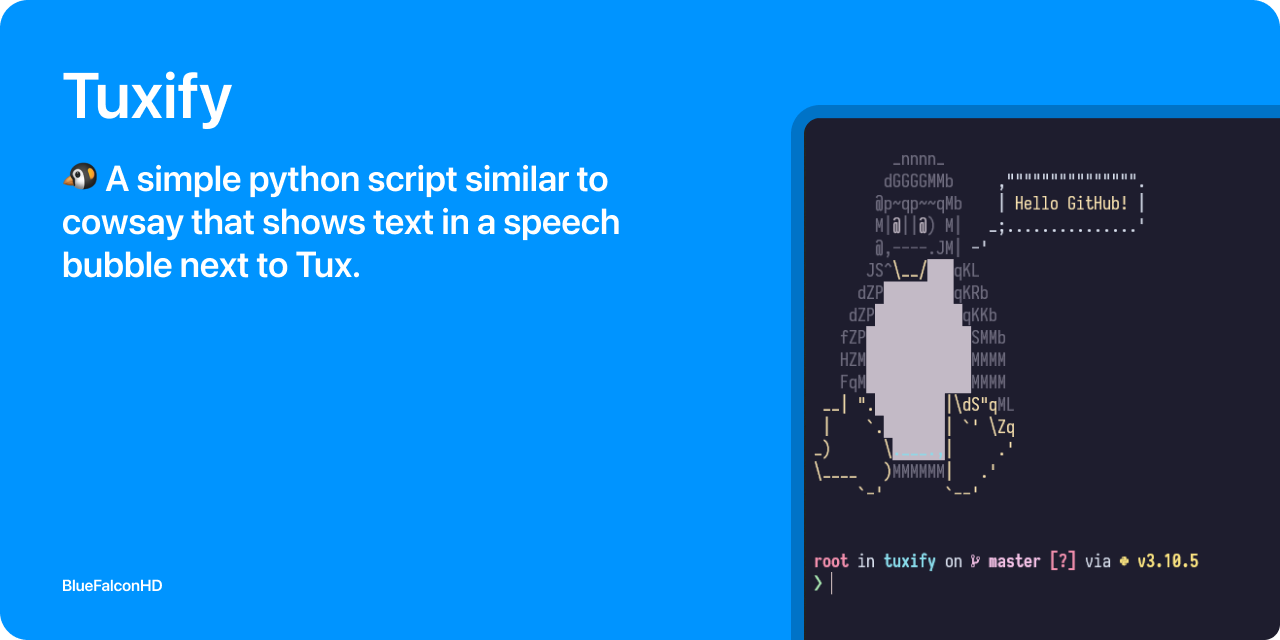 Tuxify
🐧 A simple python script similar to
cowsay that shows text in a speech
bubble next to Tux.
BlueFalconHD
_nnnn_
dGGGGMMb     ,""""""""""""""".
@p~qp~~qMb    | Hello GitHub! |
M|@||@) M|   _;...............'
@,----.JM| -'
JS^\__/   qKL
dZP        qKRb
dZP          qKKb
fZP            SMMb
HZM            MMMM
FqM            MMMM
__| ".        |\dS"qML
|    `.       | `' \Zq
_)      \.......|     .'
\____   )MMMMMM|   .'
`-'       `--'
root in tuxify on master [?] via v3.10.5
❯